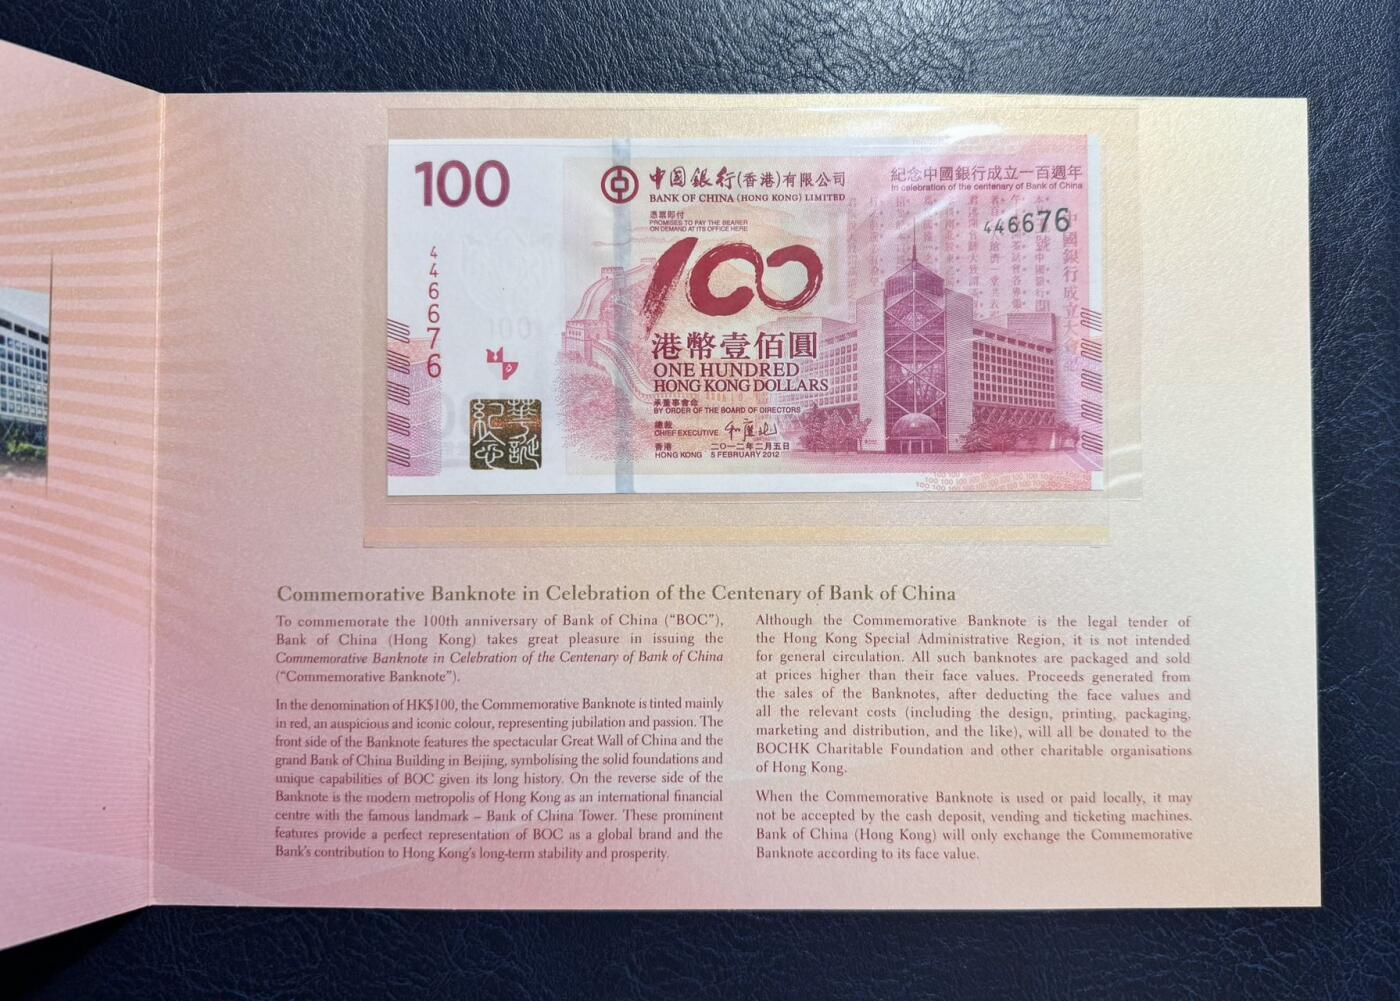 100
中國銀行(香港)有限公司
BANK OF CHINA (HONG KONG) LIMITED
紀念中國銀行成立一百週年
In celebration of the centenary of Bank of China
憑票即付
PROMISES TO PAY THE BEARER
ON DEMAND AT ITS OFFICE HERE
446676
446676
100
港幣壹佰圓
ONE HUNDRED
HONG KONG DOLLARS
承董事會命
BY ORDER OF THE BOARD OF DIRECTORS
總裁
CHIEF EXECUTIVE
香港 二〇一二年二月五日
HONG KONG 5 FEBRUARY 2012
華誕紀念
Commemorative Banknote in Celebration of the Centenary of Bank of China
To commemorate the 100th anniversary of Bank of China (“BOC”),
Bank of China (Hong Kong) takes great pleasure in issuing the
Commemorative Banknote in Celebration of the Centenary of Bank of China
(“Commemorative Banknote”).
In the denomination of HK$100, the Commemorative Banknote is tinted mainly
in red, an auspicious and iconic colour, representing jubilation and passion. The
front side of the Banknote features the spectacular Great Wall of China and the
grand Bank of China Building in Beijing, symbolising the solid foundations and
unique capabilities of BOC given its long history. On the reverse side of the
Banknote is the modern metropolis of Hong Kong as an international financial
centre with the famous landmark – Bank of China Tower. These prominent
features provide a perfect representation of BOC as a global brand and the
Bank's contribution to Hong Kong's long-term stability and prosperity.
Although the Commemorative Banknote is the legal tender of
the Hong Kong Special Administrative Region, it is not intended
for general circulation. All such banknotes are packaged and sold
at prices higher than their face values. Proceeds generated from
the sales of the Banknotes, after deducting the face values and
all the relevant costs (including the design, printing, packaging,
marketing and distribution, and the like), will all be donated to the
BOCHK Charitable Foundation and other charitable organisations
of Hong Kong.
When the Commemorative Banknote is used or paid locally, it may
not be accepted by the cash deposit, vending and ticketing machines.
Bank of China (Hong Kong) will only exchange the Commemorative
Banknote according to its face value.